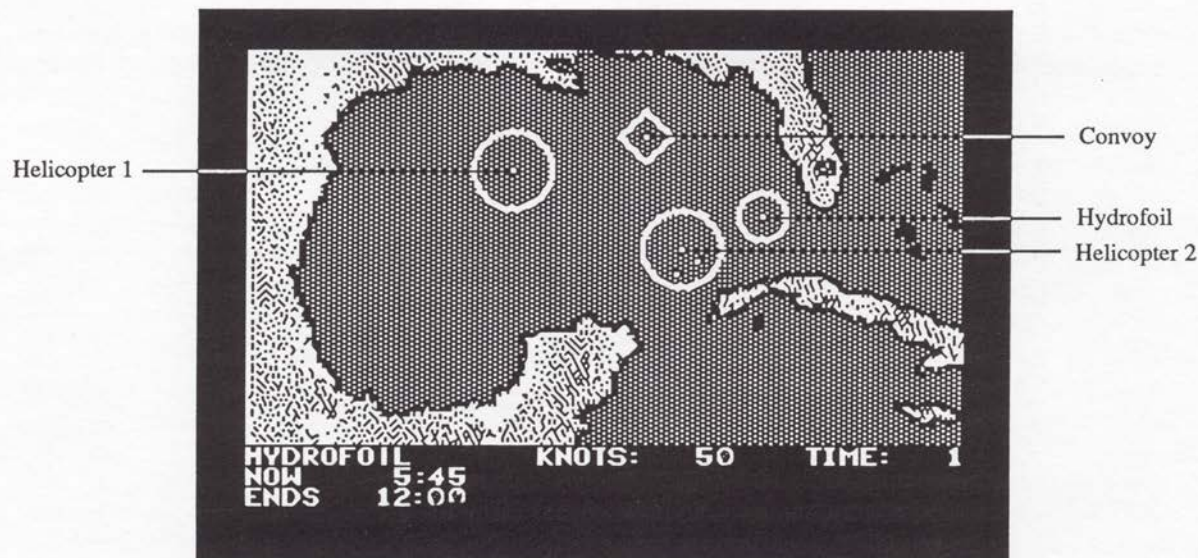 Convoy
Helicopter 1
Hydrofoil
Helicopter 2
HYDROFOIL KNOTS: 50 TIME: 1
NOW 5:45
ENDS 12:00